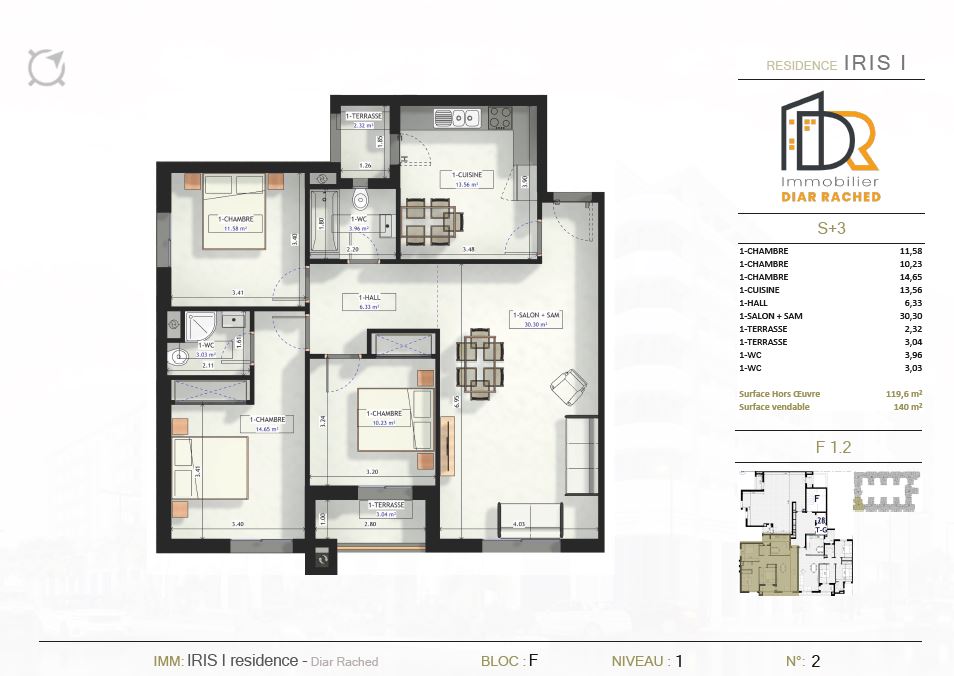 RESIDENCE IRIS I
DR
Immobilier
DIAR RACHED
S+3
1-CHAMBRE 11,58
1-CHAMBRE 10,23
1-CHAMBRE 14,65
1-CUISINE 13,56
1-HALL 6,33
1-SALON + SAM 30,30
1-TERRASSE 2,32
1-TERRASSE 3,04
1-WC 3,96
1-WC 3,03
Surface Hors Œuvre 119,6 m²
Surface vendable 140 m²
F 1.2
F
28
T-G
1-TERRASSE
2.32 m²
1.85
1.26
1-CUISINE
13.56 m²
3.90
3.48
1-CHAMBRE
11.58 m²
3.40
3.41
1-WC
3.96 m²
1.80
2.20
1-HALL
6.33 m²
1-SALON + SAM
30.30 m²
6.95
4.03
1-WC
3.03 m²
1.61
2.11
1-CHAMBRE
14.65 m²
3.41
3.40
1-CHAMBRE
10.23 m²
3.24
3.20
1-TERRASSE
3.04 m²
1.00
2.80
IMM: IRIS I residence - Diar Rached
BLOC : F
NIVEAU : 1
N°: 2